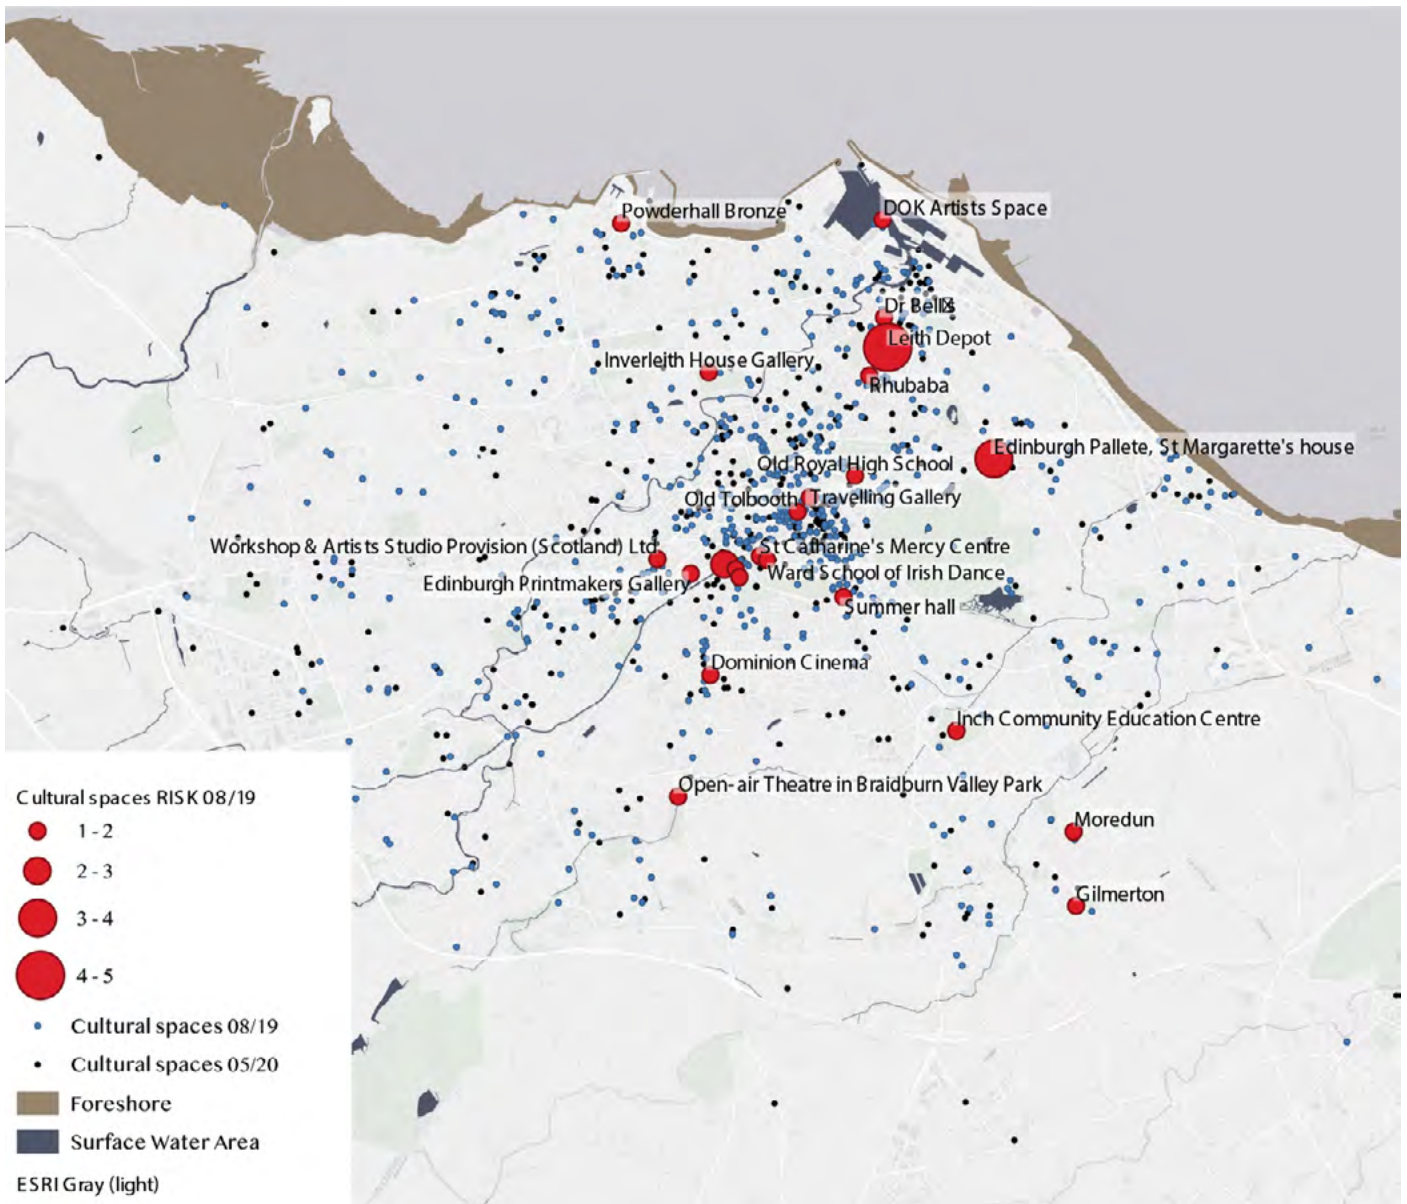 Powderhall Bronze
DOK Artists Space
Dr Bells
Leith Depot
Inverleith House Gallery
Rhubaba
Edinburgh Pallete, St Margarette's house
Old Royal High School
Old Tolbooth
Travelling Gallery
Workshop & Artists Studio Provision (Scotland) Ltd
St Catharine's Mercy Centre
Edinburgh Printmakers Gallery
Ward School of Irish Dance
Summer hall
Dominion Cinema
Inch Community Education Centre
Open-air Theatre in Braidburn Valley Park
Moredun
Gilmerton
Cultural spaces RISK 08/19
1 - 2
2 - 3
3 - 4
4 - 5
Cultural spaces 08/19
Cultural spaces 05/20
Foreshore
Surface Water Area
ESRI Gray (light)